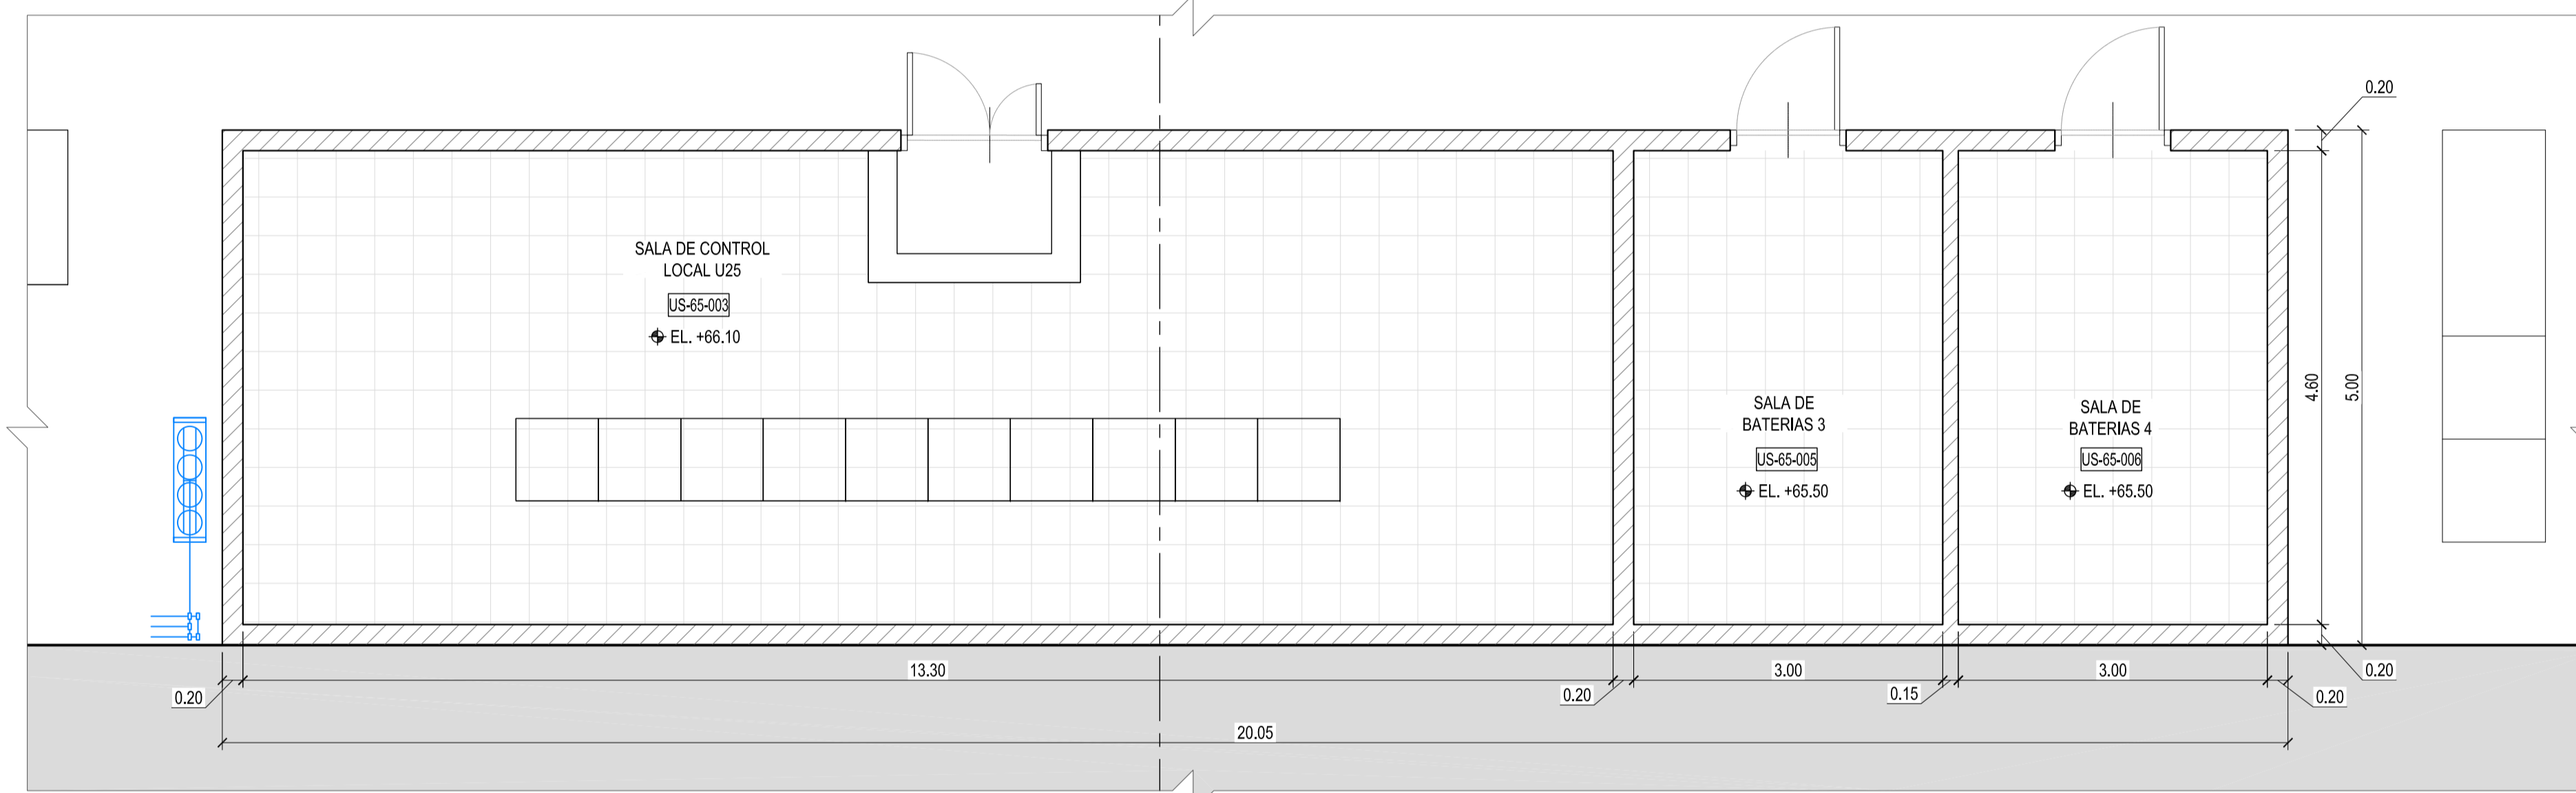 0.20
SALA DE CONTROL
LOCAL U25
US-65-003
EL. +66.10
SALA DE
BATERIAS 3
US-65-005
EL. +65.50
SALA DE
BATERIAS 4
US-65-006
EL. +65.50
4.60
5.00
0.20
13.30
0.20
3.00
0.15
3.00
0.20
0.20
20.05